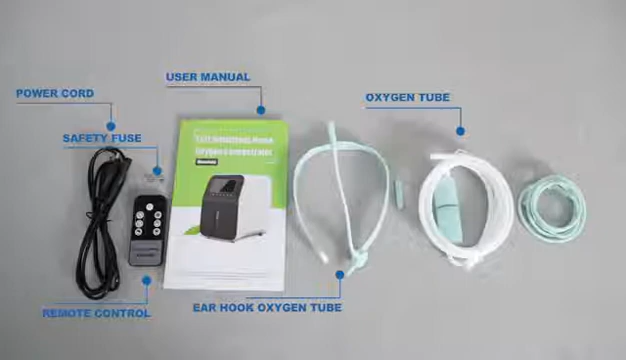 USER MANUAL
POWER CORD
OXYGEN TUBE
SAFETY FUSE
REMOTE CONTROL
EAR HOOK OXYGEN TUBE